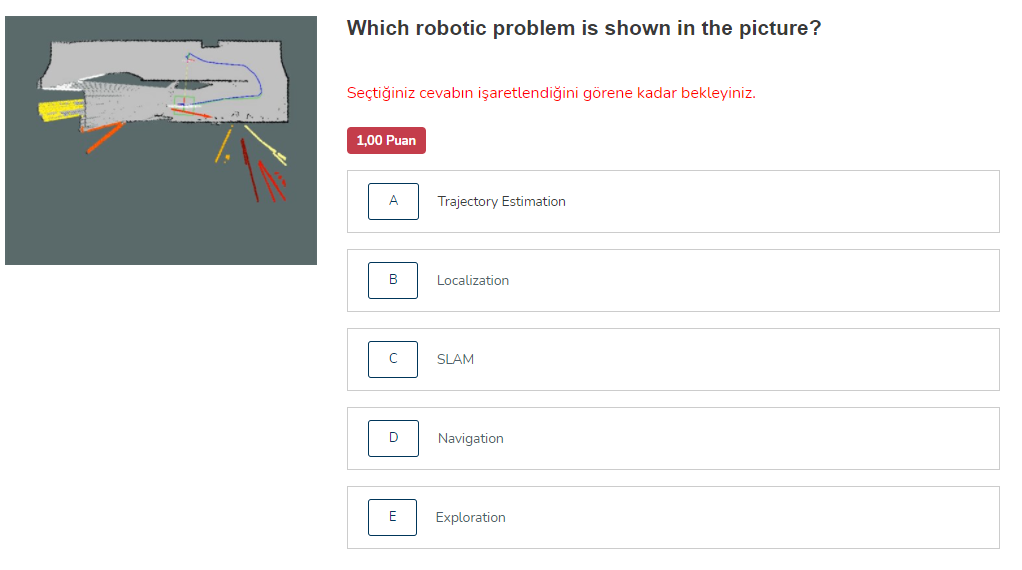 Which robotic problem is shown in the picture?
Seçtiğiniz cevabın işaretlendiğini görene kadar bekleyiniz.
1,00 Puan
A Trajectory Estimation
B Localization
C SLAM
D Navigation
E Exploration